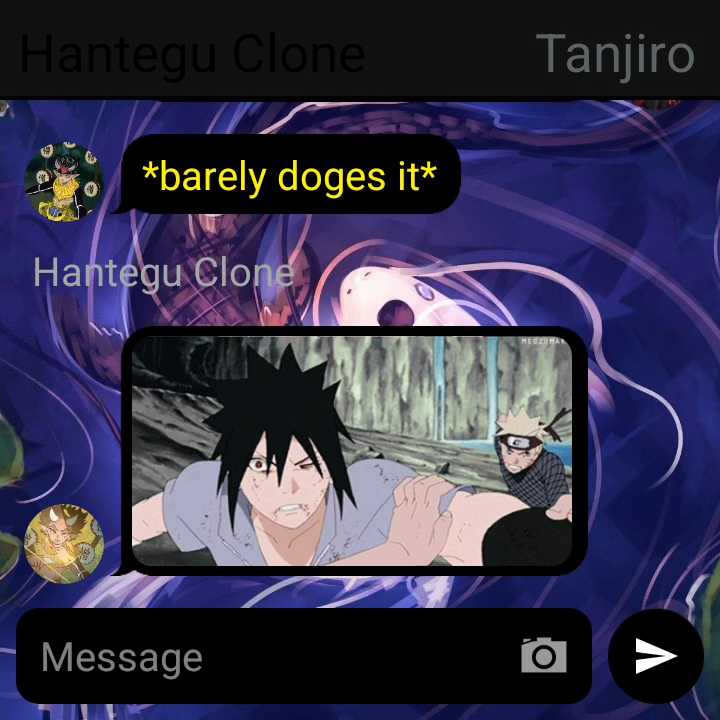 Hantegu Clone
Tanjiro
*barely doges it*
Hantegu Clone
Message